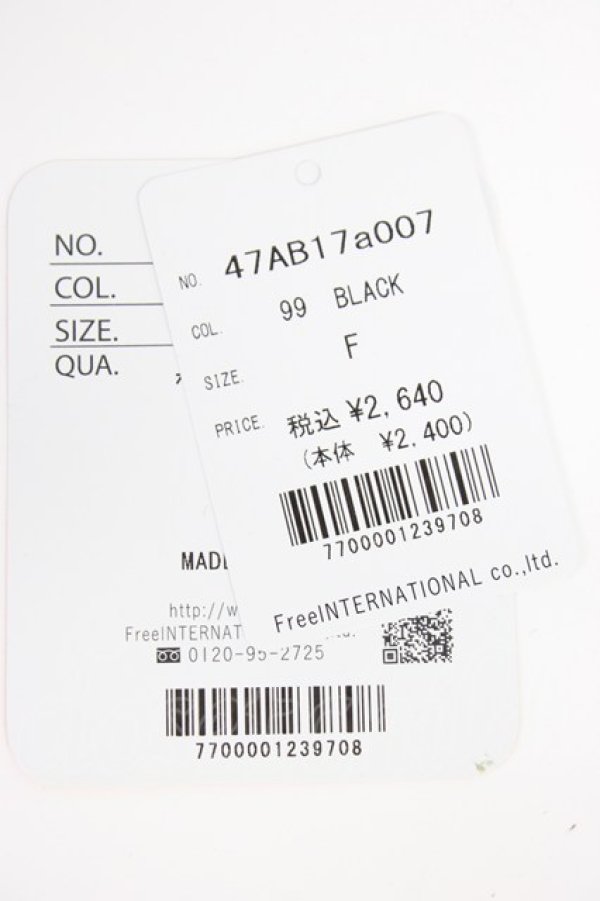 NO. 47AB17a007
COL. 99 BLACK
SIZE. F
PRICE. 税込 ¥2,640
(本体 ¥2,400)
7700001239708
FreeINTERNATIONAL co.,ltd.
NO.
COL.
SIZE.
QUA.
MADE
http://w
FreeINTERNAT
0120-95-2725
7700001239708